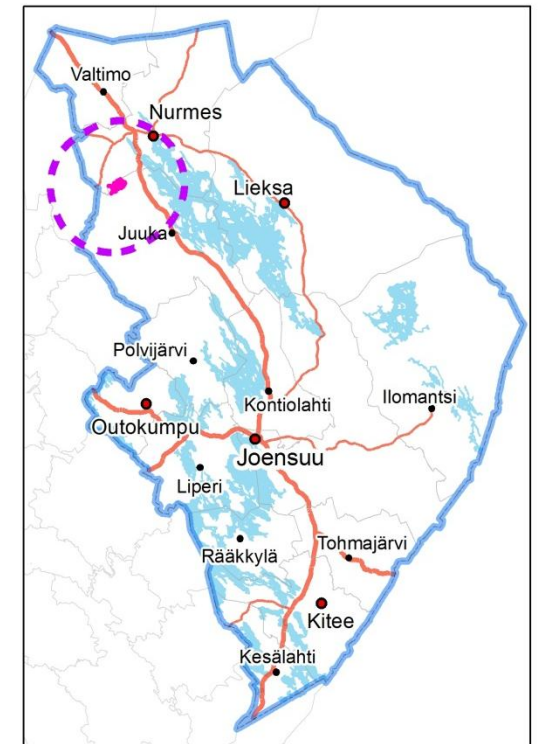 Valtimo
Nurmes
Lieksa
Juuka
Polvijärvi
Kontiolahti
Ilomantsi
Outokumpu
Joensuu
Liperi
Tohmajärvi
Rääkkylä
Kitee
Kesälahti